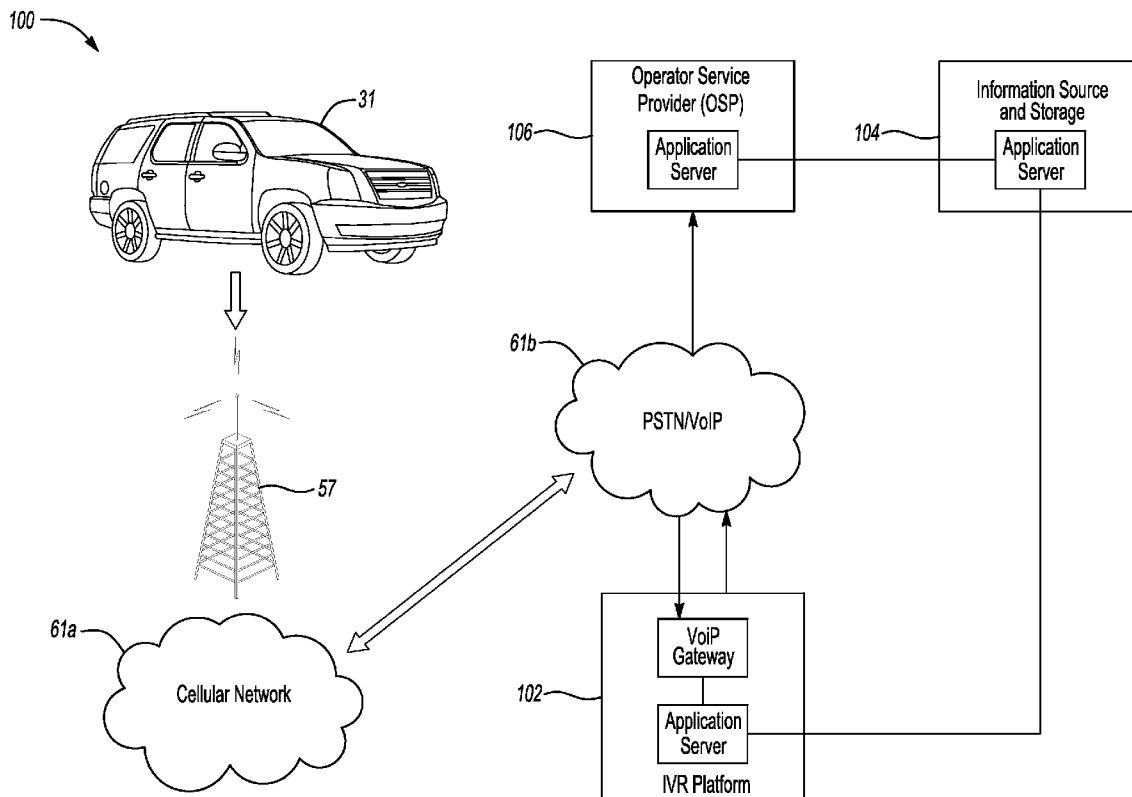 100
31
Operator Service
Provider (OSP)
106
Application
Server
Information Source
and Storage
104
Application
Server
61b
PSTN/VoIP
57
61a
Cellular Network
VoiP
Gateway
102
Application
Server
IVR Platform